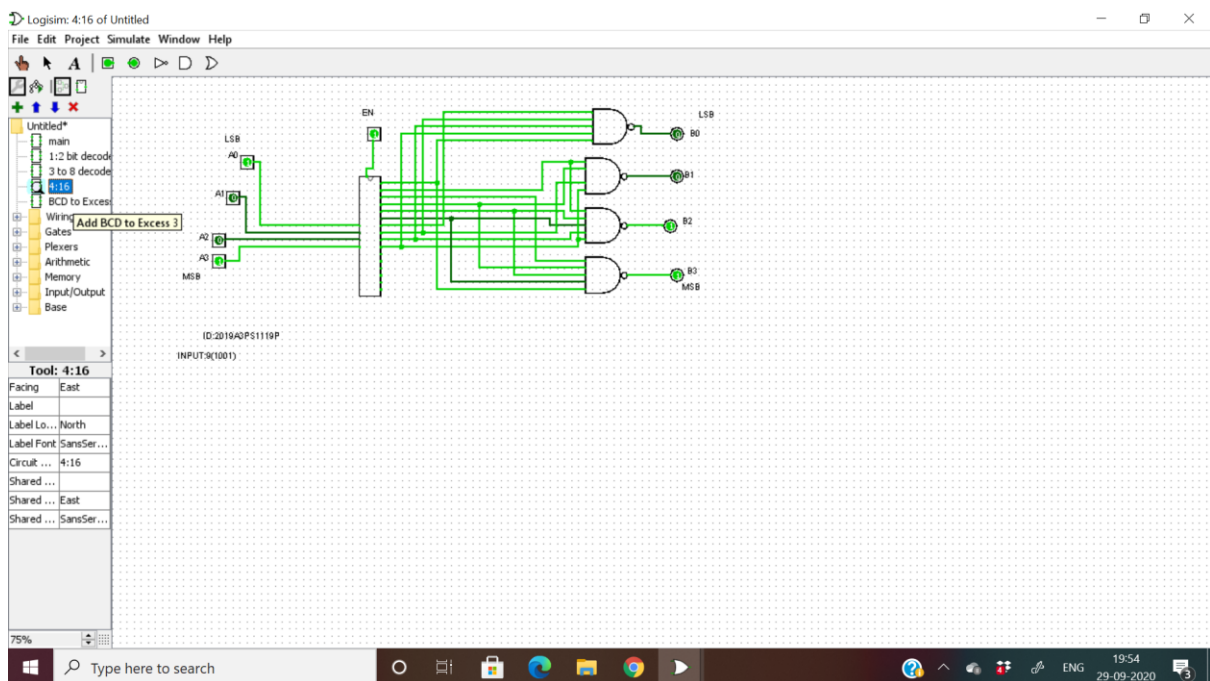 Logisim: 4:16 of Untitled
File Edit Project Simulate Window Help
A
Untitled*
main
1:2 bit decode
3 to 8 decode
4:16
BCD to Exces
Wiring
Add BCD to Excess 3
Gates
Plexers
Arithmetic
Memory
Input/Output
Base
Tool: 4:16
Facing East
Label
Label Lo... North
Label Font SansSer...
Circuit ... 4:16
Shared ...
Shared ... East
Shared ... SansSer...
75%
EN
LSB
A0
A1
A2
A3
MSB
LSB
B0
B1
B2
B3
MSB
ID:2019A3PS1119P
INPUT:9(1001)
Type here to search
ENG
19:54
29-09-2020
3